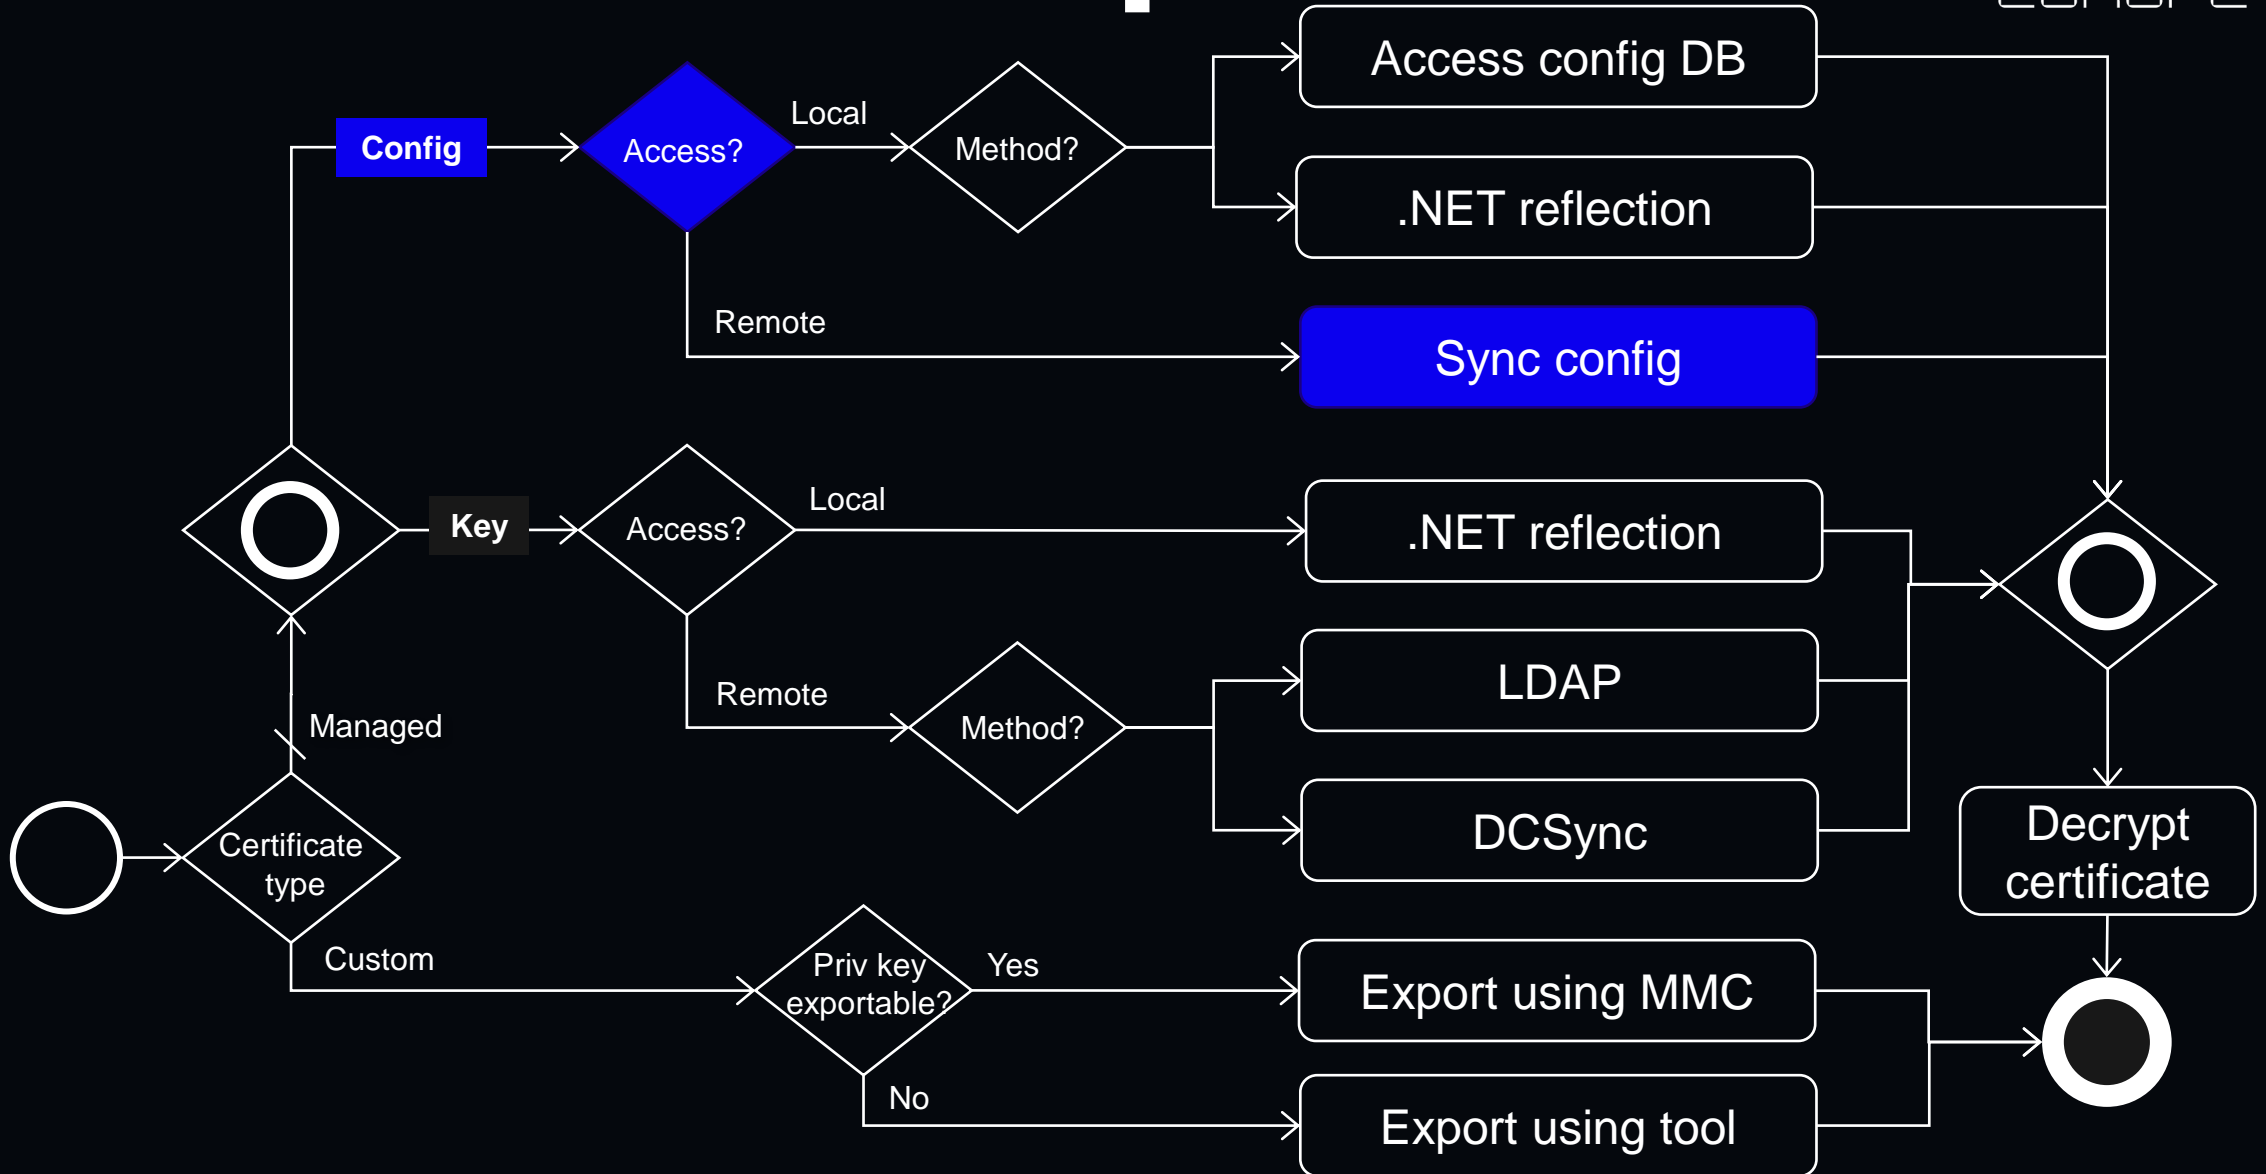 Access config DB
Local
Config
Access?
Method?
.NET reflection
Remote
Sync config
Local
Key
Access?
.NET reflection
Remote
LDAP
Managed
Method?
Certificate
type
DCSync
Decrypt
certificate
Custom
Priv key
exportable?
Yes
Export using MMC
No
Export using tool